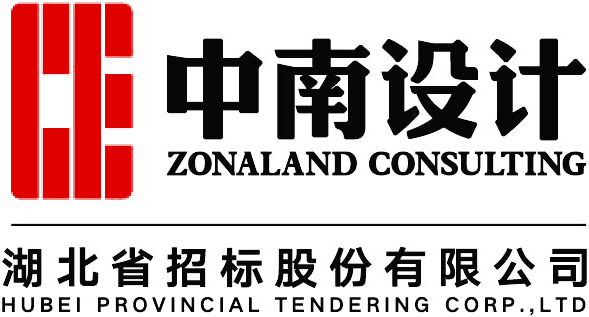 中南设计
ZONALAND CONSULTING
湖北省招标股份有限公司
HUBEI PROVINCIAL TENDERING CORP.,LTD